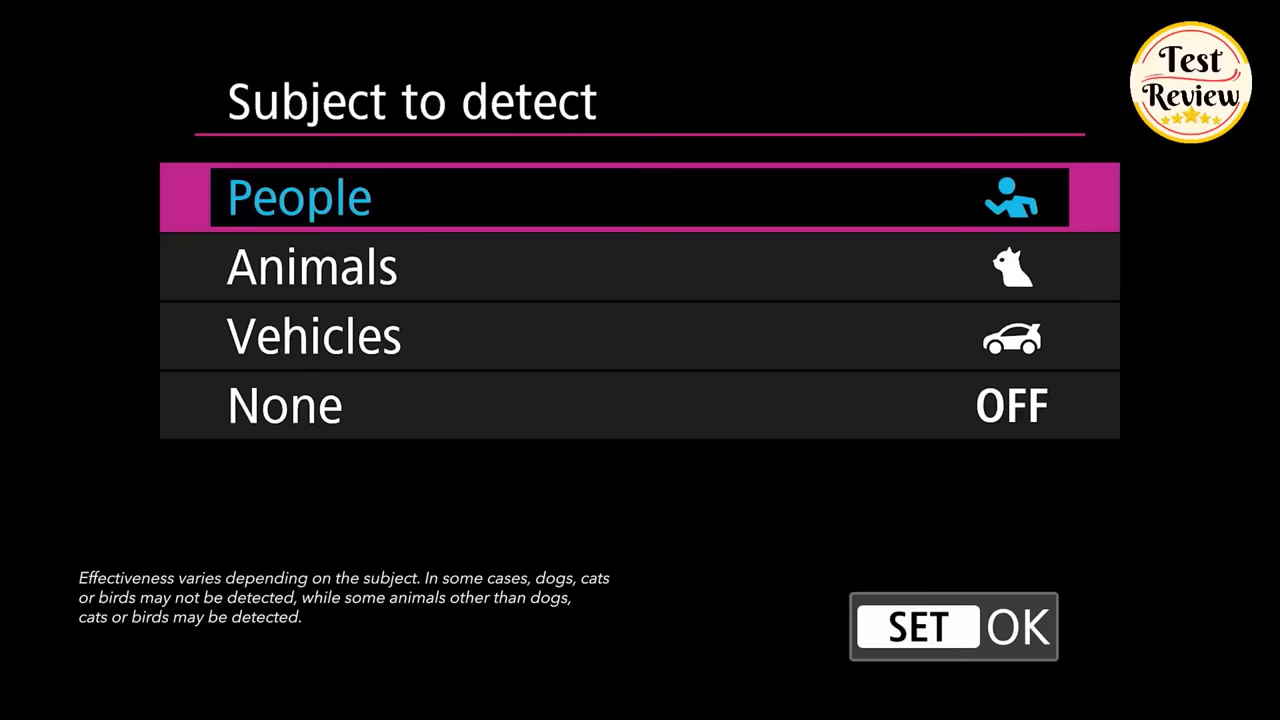 Test
Review
Subject to detect
People
Animals
Vehicles
None OFF
Effectiveness varies depending on the subject. In some cases, dogs, cats
or birds may not be detected, while some animals other than dogs,
cats or birds may be detected.
SET OK